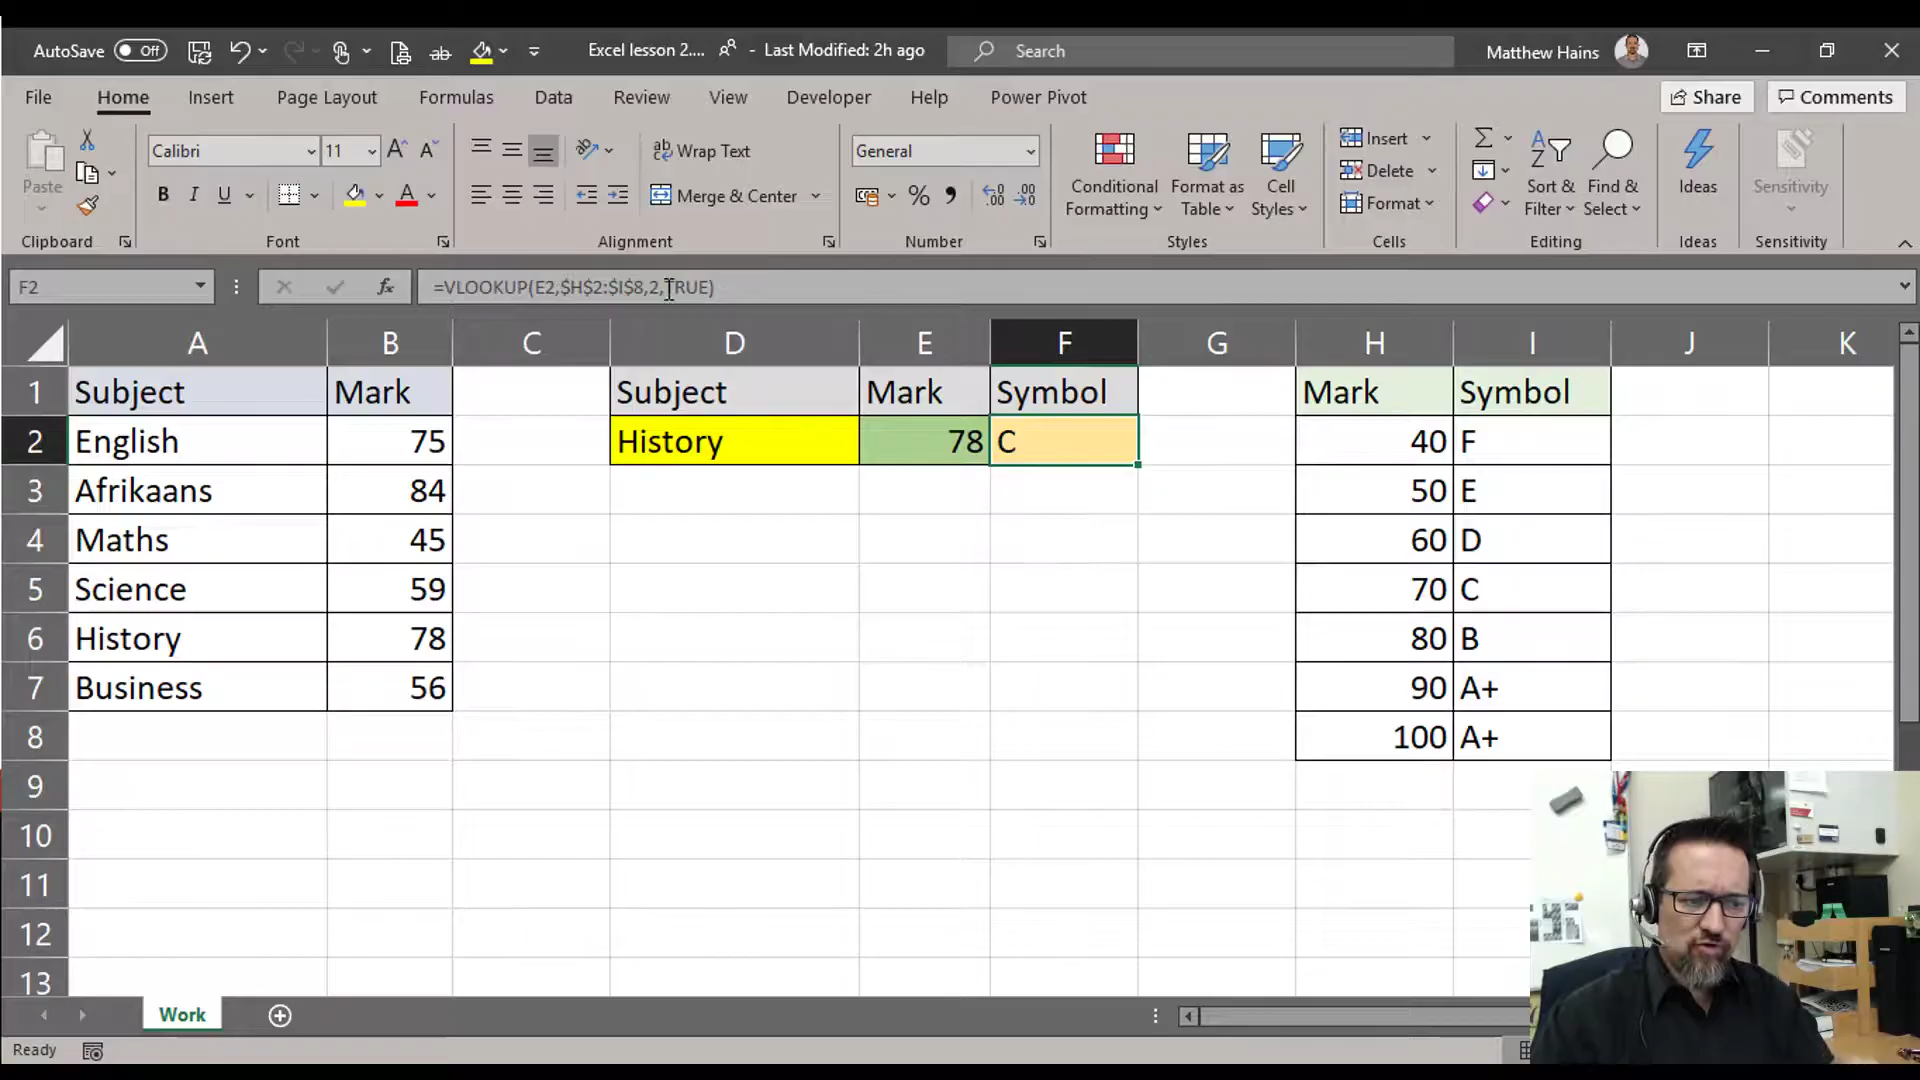 AutoSave Off Excel lesson 2.... - Last Modified: 2h ago Search Matthew Hains
File Home Insert Page Layout Formulas Data Review View Developer Help Power Pivot Share Comments
Paste Calibri 11 Wrap Text General Conditional Formatting Format as Table Cell Styles Insert Sort & Filter Find & Select Ideas Sensitivity
B I U Merge & Center % Delete
Format
Clipboard Font Alignment Number Styles Cells Editing Ideas Sensitivity
F2 fx =VLOOKUP(E2,$H$2:$I$8,2,TRUE)
A B C D E F G H I J K
1 Subject Mark Subject Mark Symbol Mark Symbol
2 English 75 History 78 C 40 F
3 Afrikaans 84 50 E
4 Maths 45 60 D
5 Science 59 70 C
6 History 78 80 B
7 Business 56 90 A+
8 100 A+
9
10
11
12
13
Work
Ready